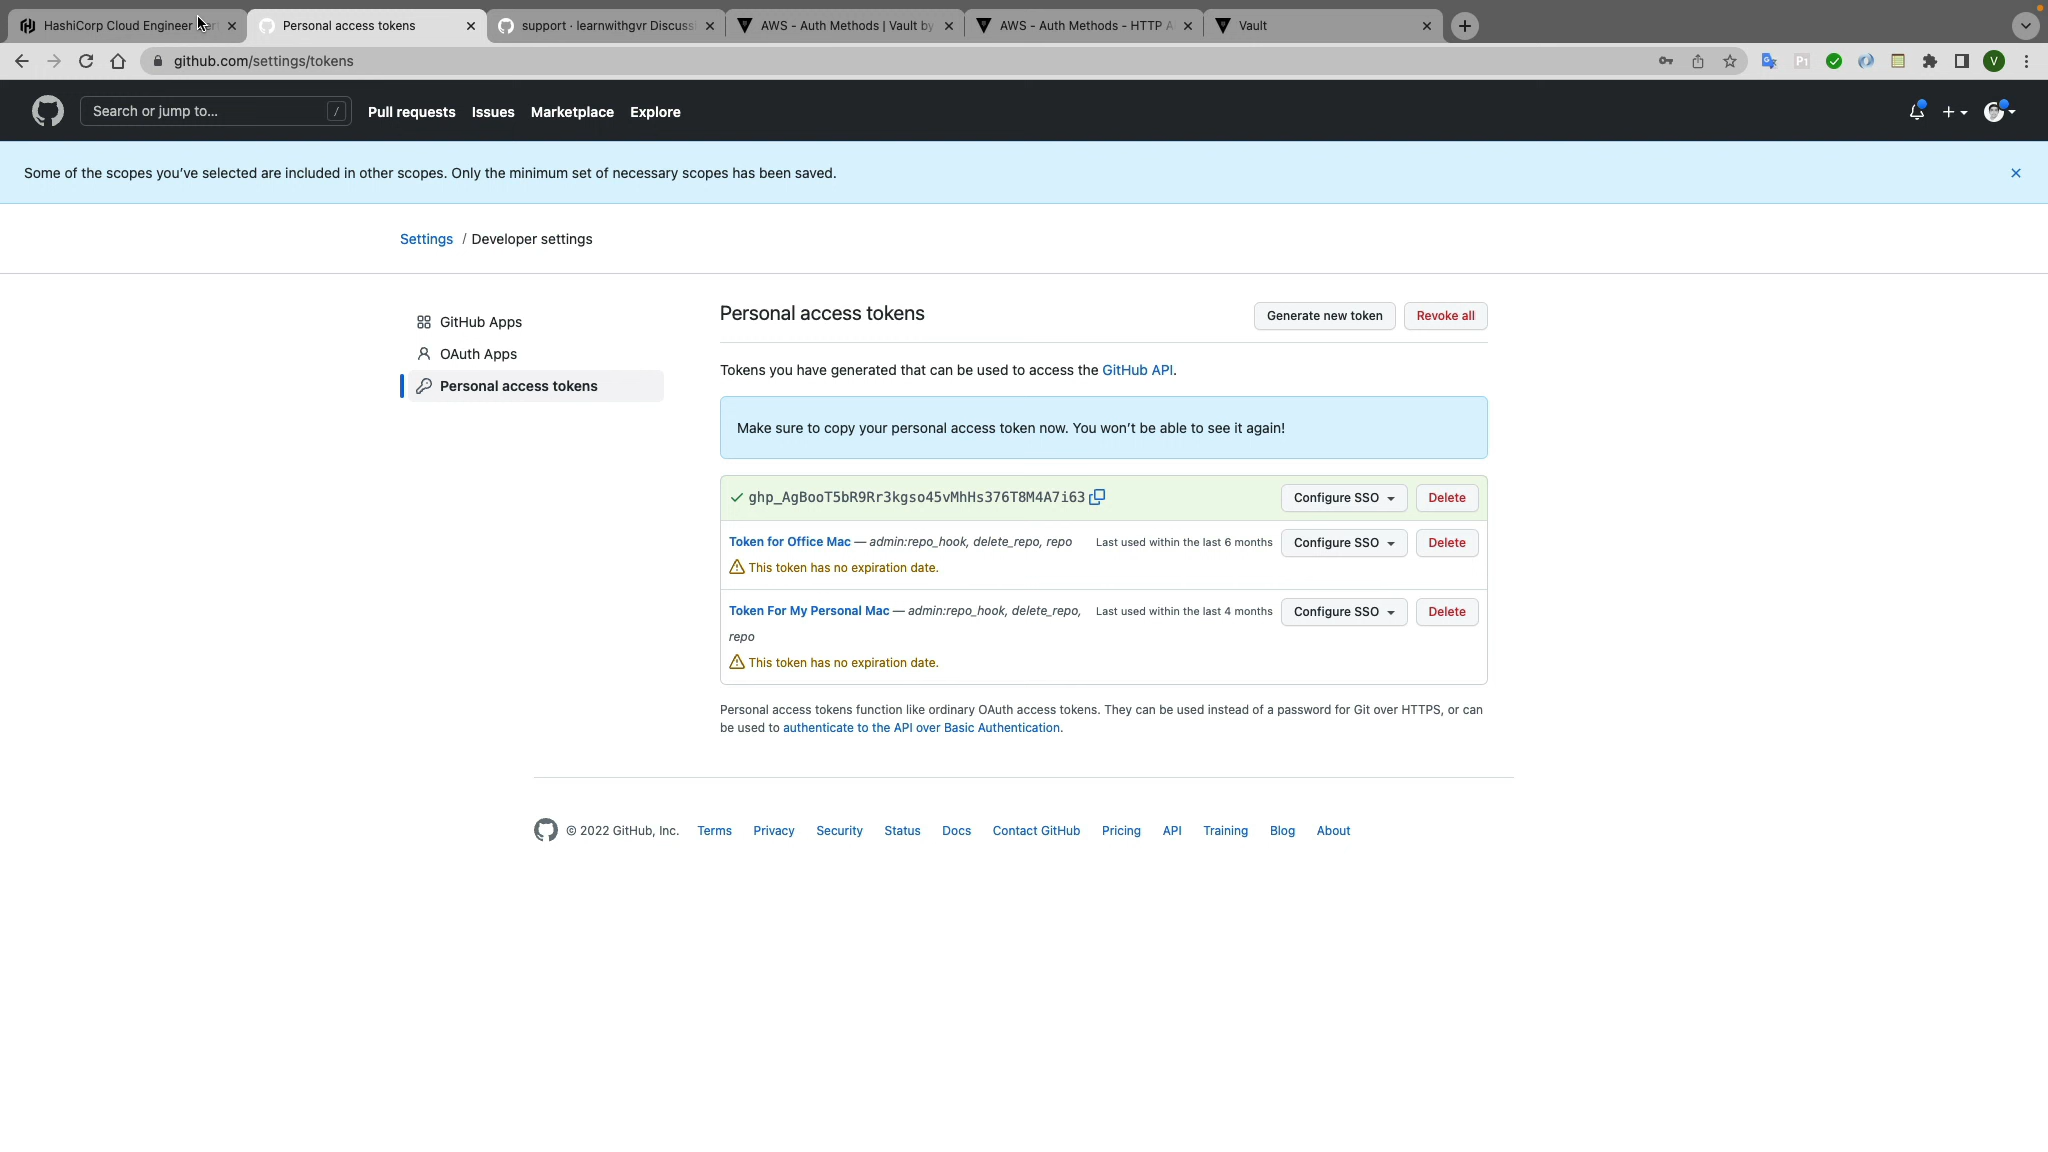 HashiCorp Cloud Engineer
Personal access tokens
support · learnwithgvr Discuss
AWS - Auth Methods | Vault by
AWS - Auth Methods - HTTP A
Vault
github.com/settings/tokens
V
Search or jump to...
/
Pull requests
Issues
Marketplace
Explore
Some of the scopes you've selected are included in other scopes. Only the minimum set of necessary scopes has been saved.
Settings / Developer settings
GitHub Apps
OAuth Apps
Personal access tokens
Personal access tokens
Generate new token
Revoke all
Tokens you have generated that can be used to access the GitHub API.
Make sure to copy your personal access token now. You won't be able to see it again!
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
Configure SSO
Delete
Token for Office Mac — admin:repo_hook, delete_repo, repo
Last used within the last 6 months
Configure SSO
Delete
This token has no expiration date.
Token For My Personal Mac — admin:repo_hook, delete_repo,
repo
Last used within the last 4 months
Configure SSO
Delete
This token has no expiration date.
Personal access tokens function like ordinary OAuth access tokens. They can be used instead of a password for Git over HTTPS, or can
be used to authenticate to the API over Basic Authentication.
© 2022 GitHub, Inc.
Terms
Privacy
Security
Status
Docs
Contact GitHub
Pricing
API
Training
Blog
About